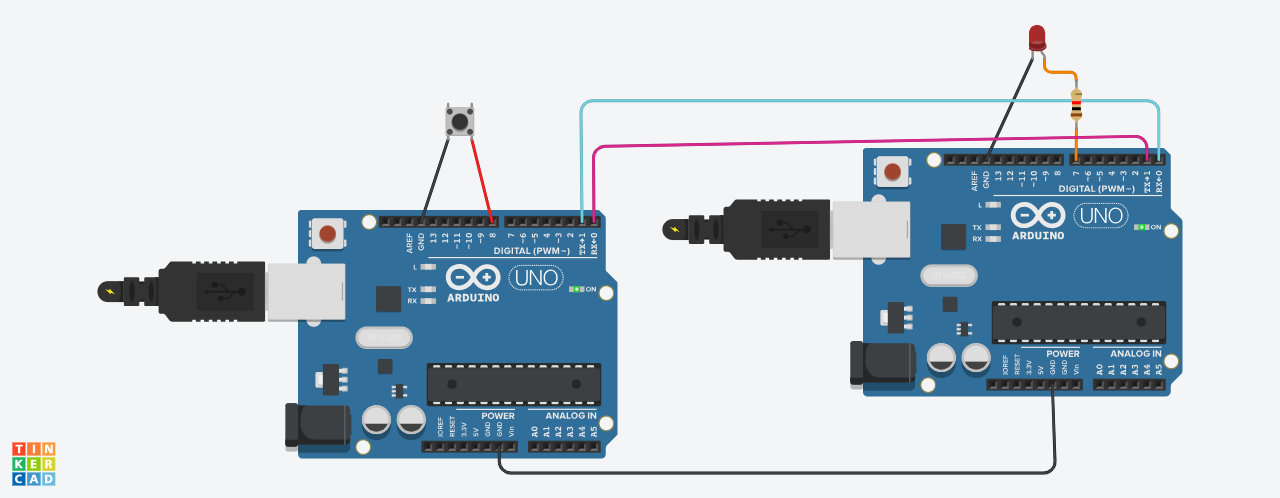 AREF
GND
13
12
~11
~10
~9
8
7
~6
~5
4
~3
2
TX→1
RX←0
DIGITAL (PWM~)
L
TX
RX
ARDUINO
UNO
ON
POWER
ANALOG IN
IOREF
RESET
3.3V
5V
GND
GND
Vin
A0
A1
A2
A3
A4
A5
AREF
GND
13
12
~11
~10
~9
8
7
~6
~5
4
~3
2
TX→1
RX←0
DIGITAL (PWM~)
L
TX
RX
ARDUINO
UNO
ON
POWER
ANALOG IN
IOREF
RESET
3.3V
5V
GND
GND
Vin
A0
A1
A2
A3
A4
A5
TIN
KER
CAD